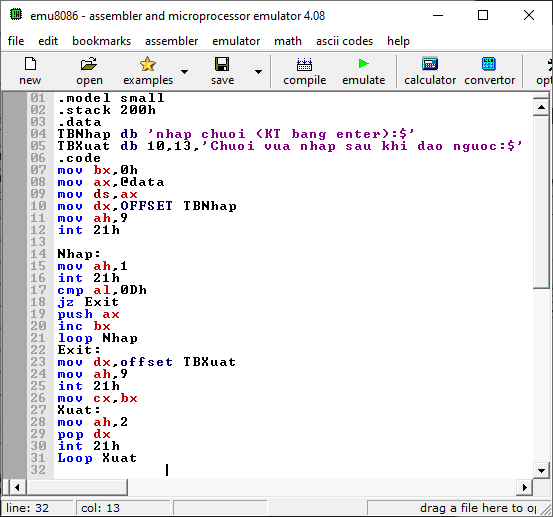 emu8086 - assembler and microprocessor emulator 4.08
file edit bookmarks assembler emulator math ascii codes help
new open examples save compile emulate calculator convertor
01 .model small
02 .stack 200h
03 .data
04 TBNhap db 'nhap chuoi (KT bang enter):$'
05 TBXuat db 10,13,'Chuoi vua nhap sau khi dao nguoc:$'
06 .code
07 mov bx,0h
08 mov ax,@data
09 mov ds,ax
10 mov dx,OFFSET TBNhap
11 mov ah,9
12 int 21h
13
14 Nhap:
15 mov ah,1
16 int 21h
17 cmp al,0Dh
18 jz Exit
19 push ax
20 inc bx
21 loop Nhap
22 Exit:
23 mov dx,offset TBXuat
24 mov ah,9
25 int 21h
26 mov cx,bx
27 Xuat:
28 mov ah,2
29 pop dx
30 int 21h
31 Loop Xuat
32
line: 32 col: 13 drag a file here to op